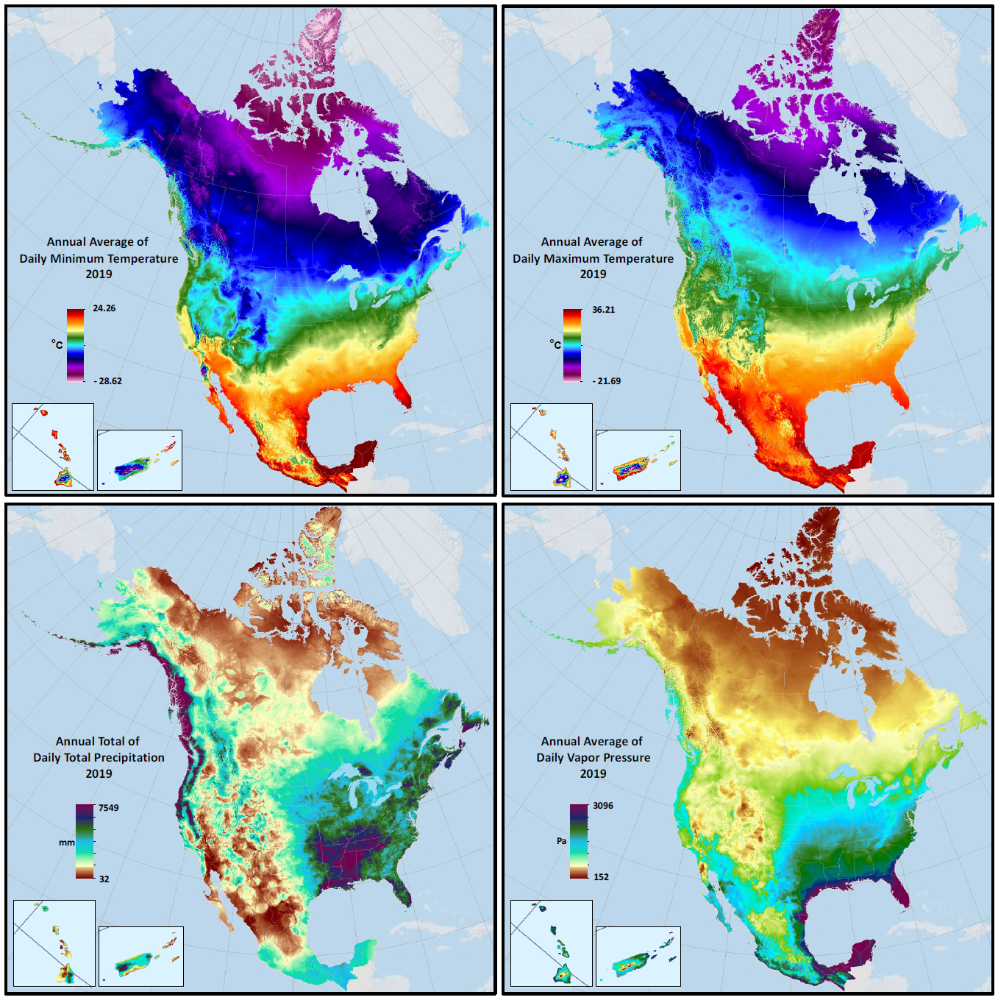 Annual Average of
Daily Minimum Temperature
2019
24.26
°C
- 28.62
Annual Average of
Daily Maximum Temperature
2019
36.21
°C
- 21.69
Annual Total of
Daily Total Precipitation
2019
7549
mm
32
Annual Average of
Daily Vapor Pressure
2019
3096
Pa
152